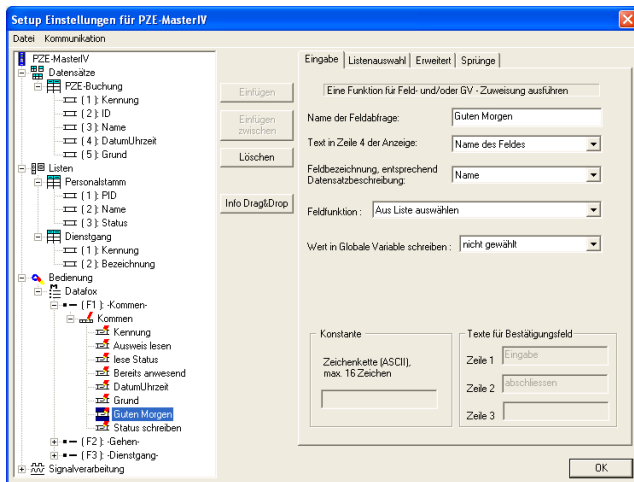 Setup Einstellungen für PZE-MasterIV
Datei Kommunikation
PZE-MasterIV
Datensätze
PZE-Buchung
( 1 ): Kennung
( 2 ): ID
( 3 ): Name
( 4 ): DatumUhrzeit
( 5 ): Grund
Listen
Personalstamm
( 1 ): PID
( 2 ): Name
( 3 ): Status
Dienstgang
( 1 ): Kennung
( 2 ): Bezeichnung
Bedienung
Datafox
( F1 ): -Kommen-
Kommen
Kennung
Ausweis lesen
lese Status
Bereits anwesend
DatumUhrzeit
Grund
Guten Morgen
Status schreiben
( F2 ): -Gehen-
( F3 ): -Dienstgang-
Signalverarbeitung
Einfügen
Einfügen
zwischen
Löschen
Info Drag&Drop
Eingabe Listenauswahl Erweitert Sprünge
Eine Funktion für Feld- und/oder GV - Zuweisung ausführen
Name der Feldabfrage: Guten Morgen
Text in Zeile 4 der Anzeige: Name des Feldes
Feldbezeichnung, entsprechend
Datensatzbeschreibung: Name
Feldfunktion : Aus Liste auswählen
Wert in Globale Variable schreiben : nicht gewählt
Konstante
Zeichenkette (ASCII),
max. 16 Zeichen
Texte für Bestätigungsfeld
Zeile 1 Eingabe
Zeile 2 abschliessen
Zeile 3
OK